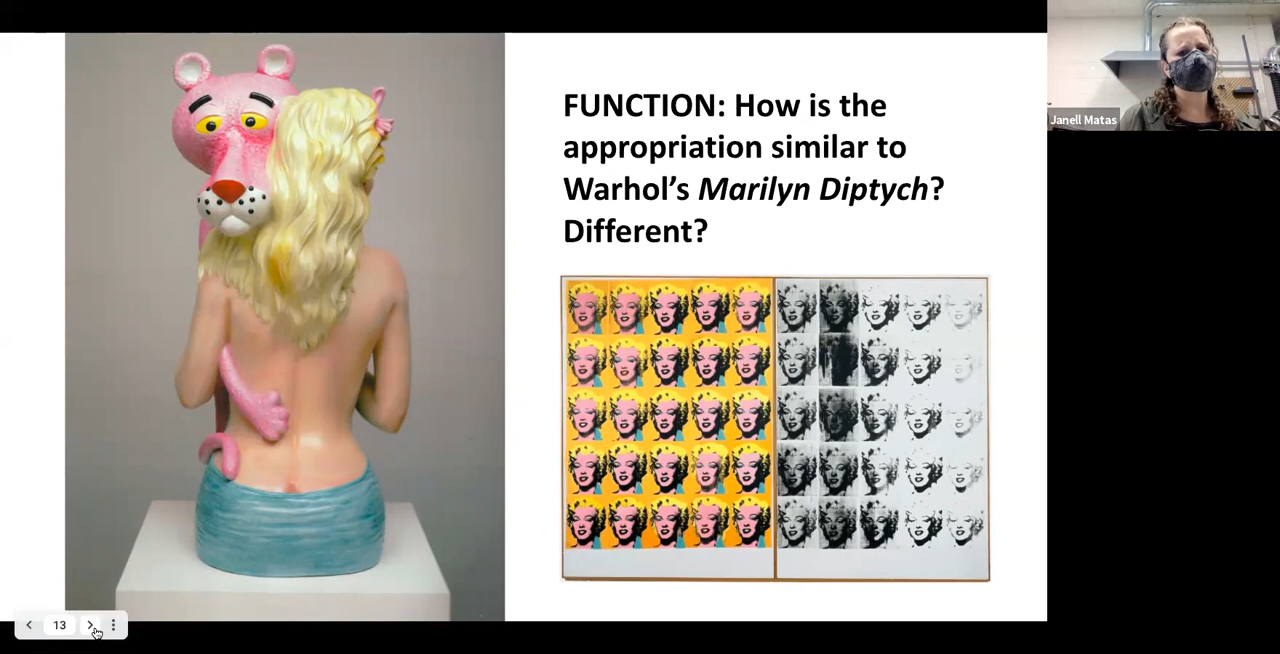 FUNCTION: How is the
appropriation similar to
Warhol’s Marilyn Diptych?
Different?
Janell Matas
13